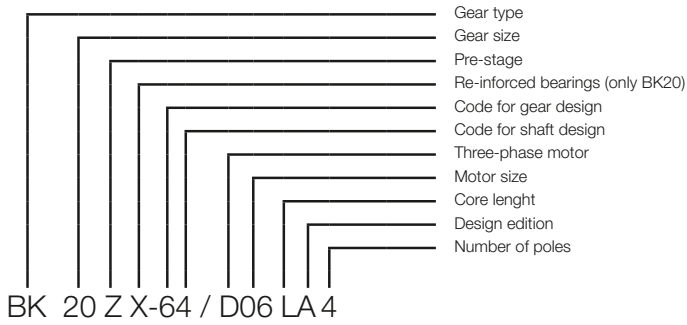 Gear type
Gear size
Pre-stage
Re-inforced bearings (only BK20)
Code for gear design
Code for shaft design
Three-phase motor
Motor size
Core lenght
Design edition
Number of poles
BK 20 Z X-64 / D06 LA 4